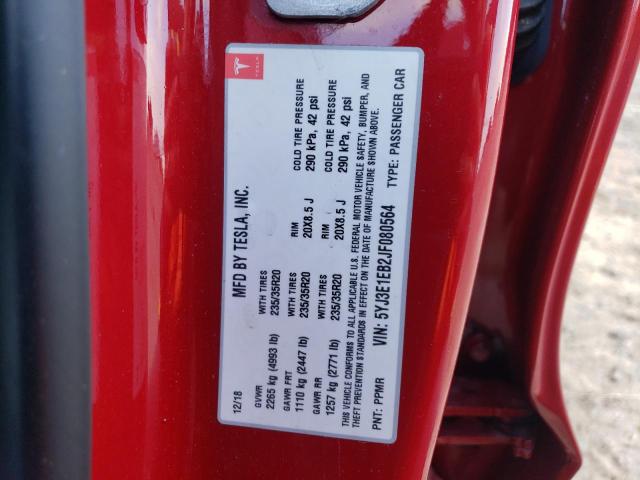 TESLA
MFD BY TESLA, INC.
12/18
GVWR WITH TIRES RIM COLD TIRE PRESSURE
2265 kg (4993 lb) 235/35R20
GAWR FRT WITH TIRES RIM COLD TIRE PRESSURE
1110 kg (2447 lb) 235/35R20 20X8.5 J 290 kPa, 42 psi
GAWR RR WITH TIRES RIM COLD TIRE PRESSURE
1257 kg (2771 lb) 235/35R20 20X8.5 J 290 kPa, 42 psi
THIS VEHICLE CONFORMS TO ALL APPLICABLE U.S. FEDERAL MOTOR VEHICLE SAFETY, BUMPER, AND
THEFT PREVENTION STANDARDS IN EFFECT ON THE DATE OF MANUFACTURE SHOWN ABOVE.
PNT: PPMR VIN: 5YJ3E1EB2JF080564 TYPE: PASSENGER CAR